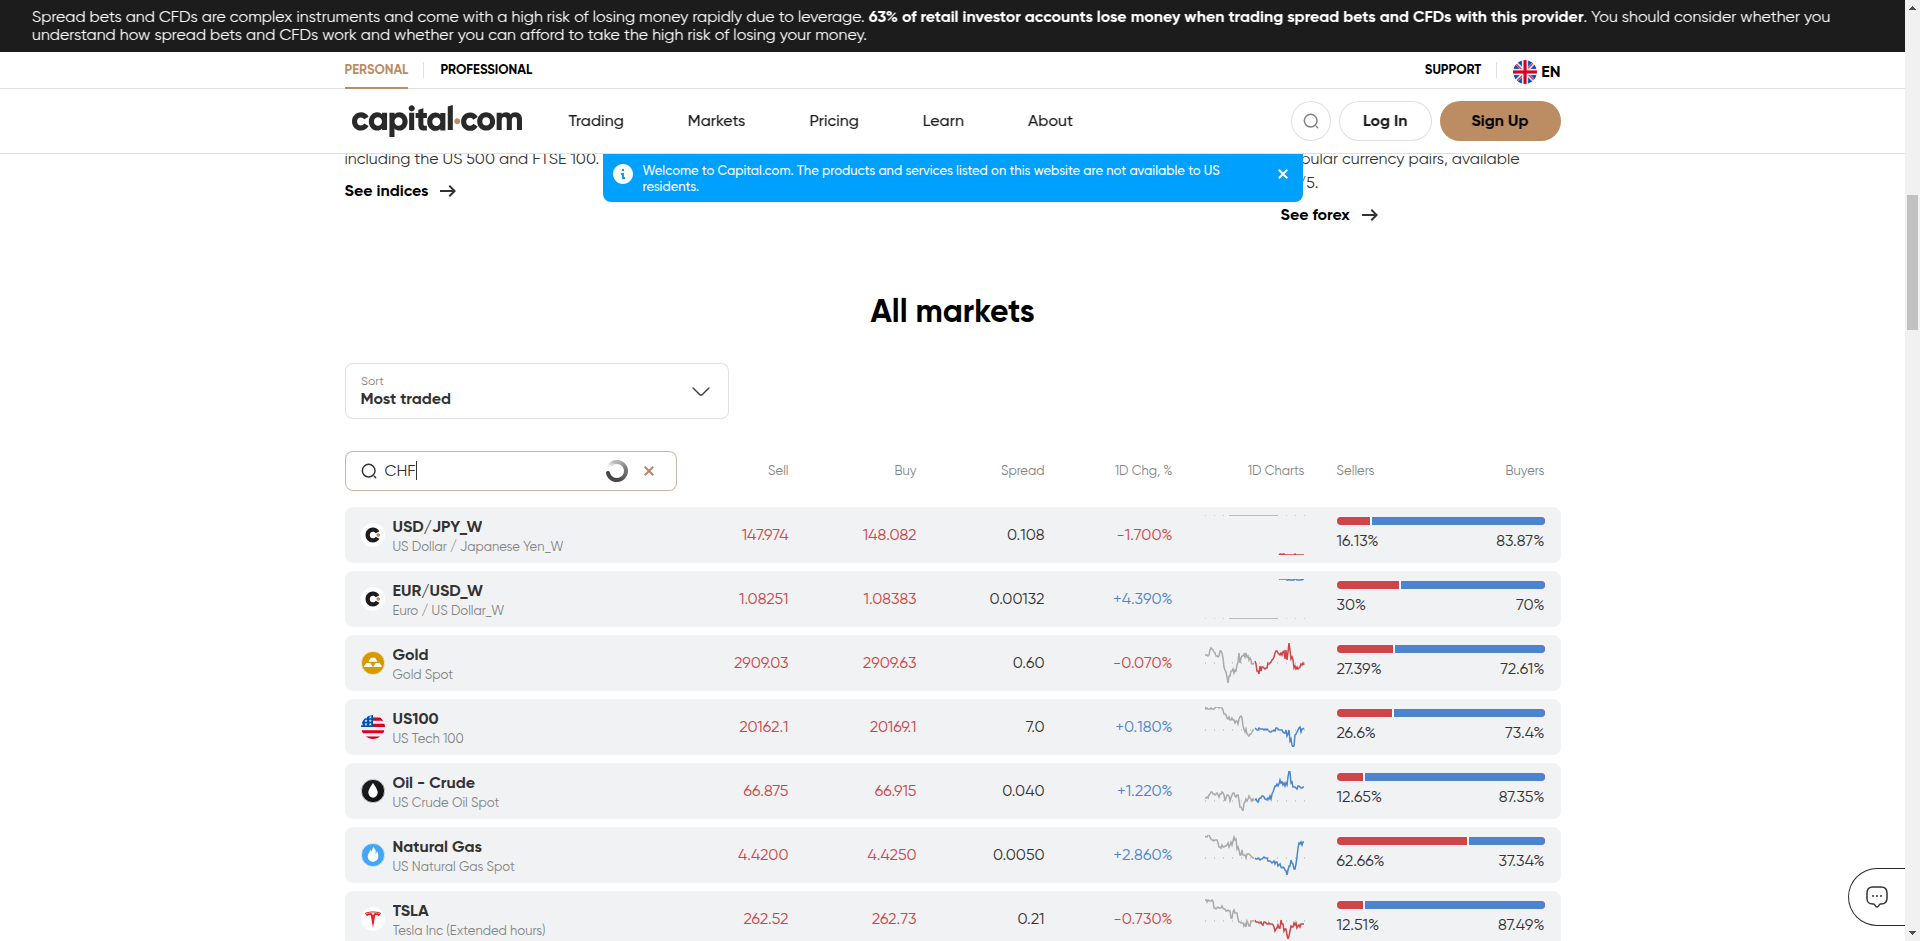 Spread bets and CFDs are complex instruments and come with a high risk of losing money rapidly due to leverage. 63% of retail investor accounts lose money when trading spread bets and CFDs with this provider. You should consider whether you
understand how spread bets and CFDs work and whether you can afford to take the high risk of losing your money.
PERSONAL PROFESSIONAL SUPPORT EN
capital.com Trading Markets Pricing Learn About Log In Sign Up
including the US 500 and FTSE 100.
Welcome to Capital.com. The products and services listed on this website are not available to US
residents.
pular currency pairs, available
/5.
See indices
See forex
All markets
Sort
Most traded
CHF Sell Buy Spread 1D Chg, % 1D Charts Sellers Buyers
USD/JPY_W
US Dollar / Japanese Yen_W
147.974 148.082 0.108 -1.700% 16.13% 83.87%
EUR/USD_W
Euro / US Dollar_W
1.08251 1.08383 0.00132 +4.390% 30% 70%
Gold
Gold Spot
2909.03 2909.63 0.60 -0.070% 27.39% 72.61%
US100
US Tech 100
20162.1 20169.1 7.0 +0.180% 26.6% 73.4%
Oil - Crude
US Crude Oil Spot
66.875 66.915 0.040 +1.220% 12.65% 87.35%
Natural Gas
US Natural Gas Spot
4.4200 4.4250 0.0050 +2.860% 62.66% 37.34%
TSLA
Tesla Inc (Extended hours)
262.52 262.73 0.21 -0.730% 12.51% 87.49%